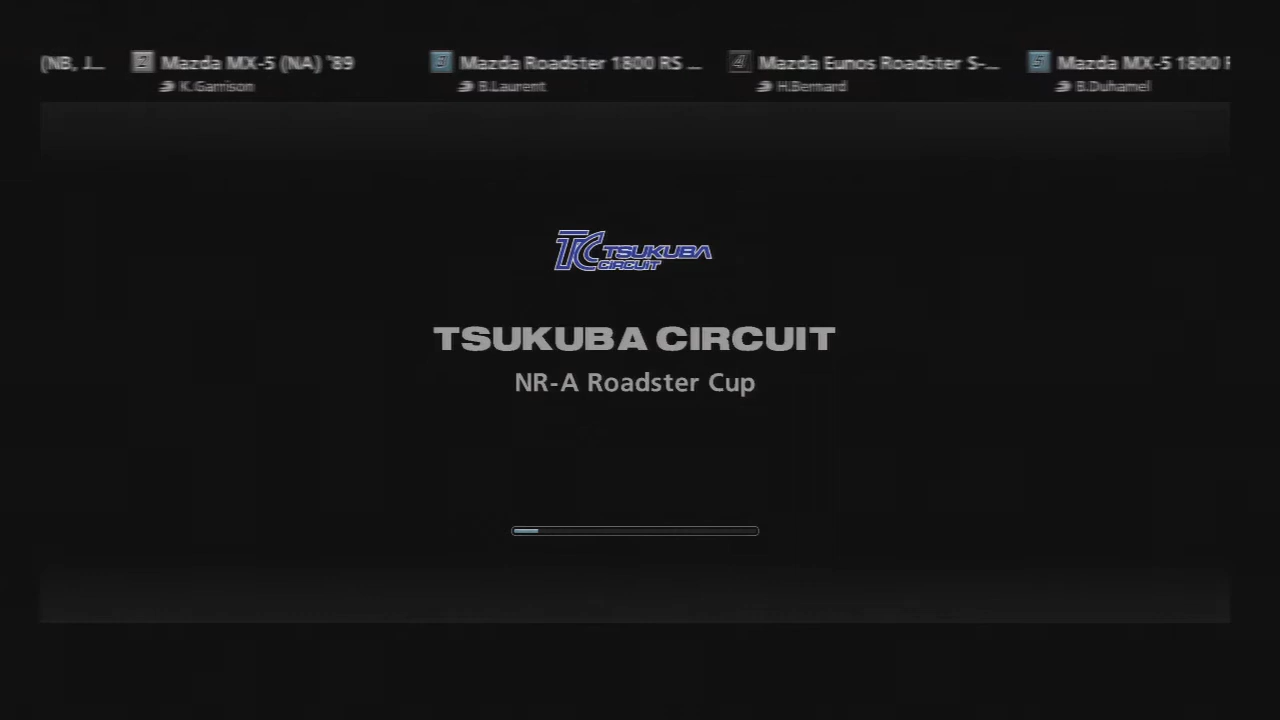 (NB, J...
2 Mazda MX-5 (NA) '89
K.Garrison
3 Mazda Roadster 1800 RS ...
B.Laurent
4 Mazda Eunos Roadster S-...
H.Bernard
5 Mazda MX-5 1800 R
B.Duhamel
TC TSUKUBA
CIRCUIT
TSUKUBA CIRCUIT
NR-A Roadster Cup